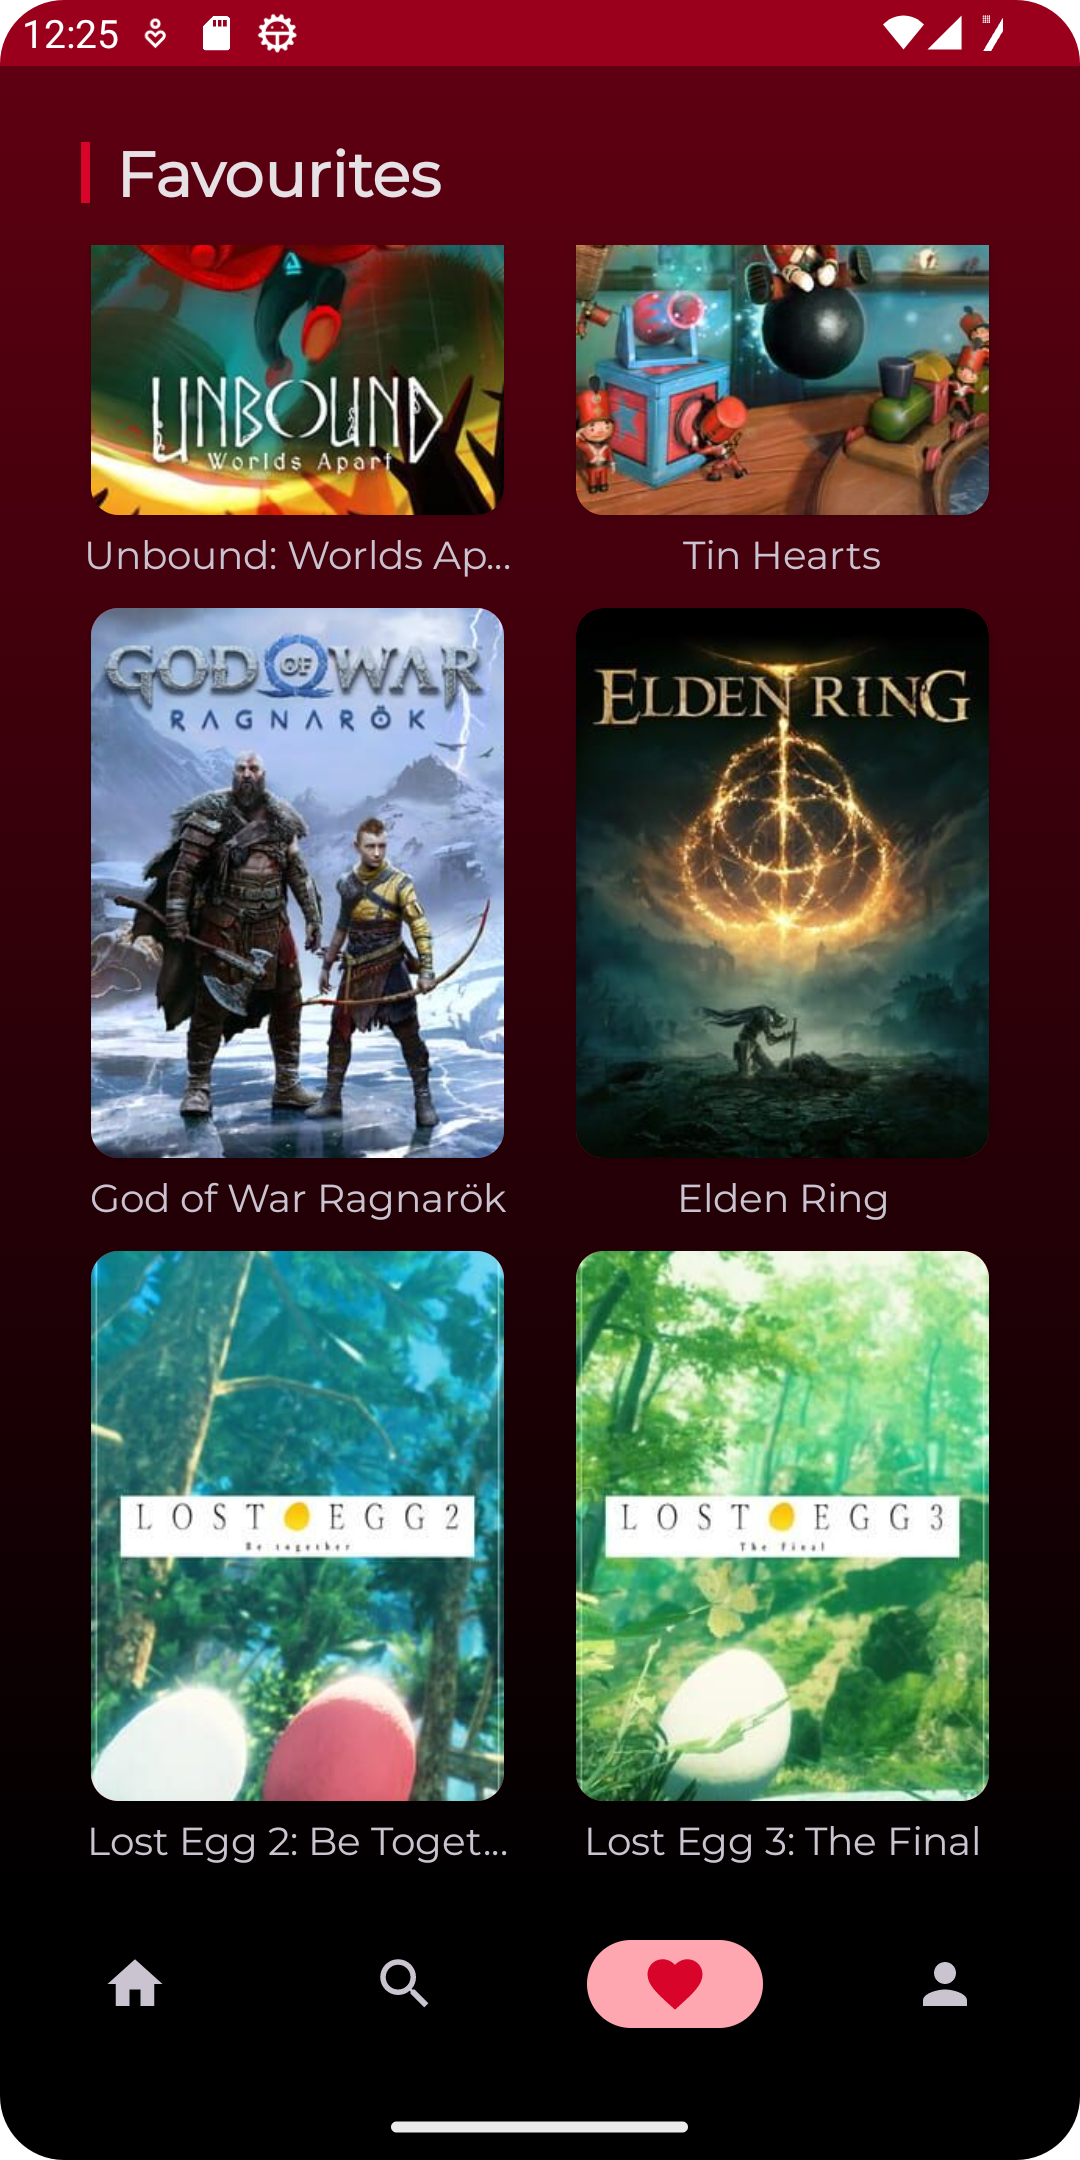 12:25
Favourites
UNBOUND
Worlds Apart
Unbound: Worlds Ap...
Tin Hearts
GOD OF WAR
RAGNARÖK
ELDEN RING
God of War Ragnarök
Elden Ring
LOST EGG 2
Be together
LOST EGG 3
The Final
Lost Egg 2: Be Toget...
Lost Egg 3: The Final